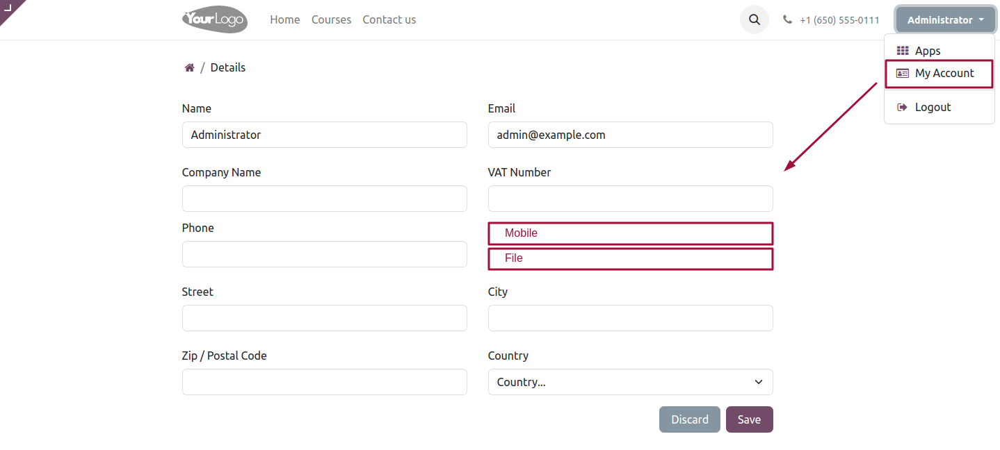 YourLogo Home Courses Contact us +1 (650) 555-0111 Administrator
Apps
My Account
Logout
/ Details
Name Email
Administrator admin@example.com
Company Name VAT Number
Phone Mobile
File
Street City
Zip / Postal Code Country
Country...
Discard Save